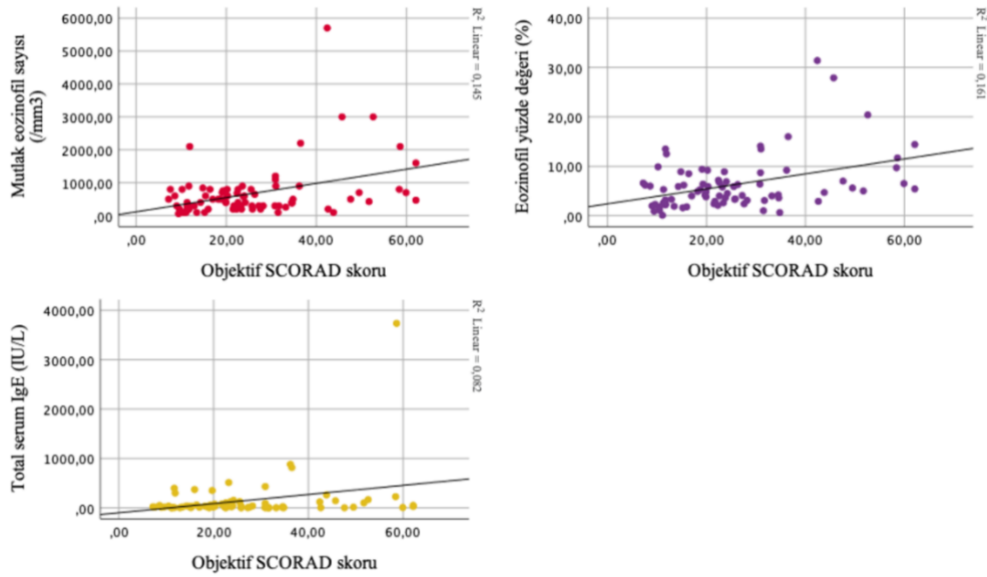 6000,00
5000,00
4000,00
3000,00
2000,00
1000,00
,00
Mutlak eozinofil sayısı
(/mm3)
,00 20,00 40,00 60,00
Objektif SCORAD skoru
R² Linear = 0,145
40,00
30,00
20,00
10,00
,00
Eozinofil yüzde değeri (%)
,00 20,00 40,00 60,00
Objektif SCORAD skoru
R² Linear = 0,161
4000,00
3000,00
2000,00
1000,00
,00
Total serum IgE (IU/L)
,00 20,00 40,00 60,00
Objektif SCORAD skoru
R² Linear = 0,082